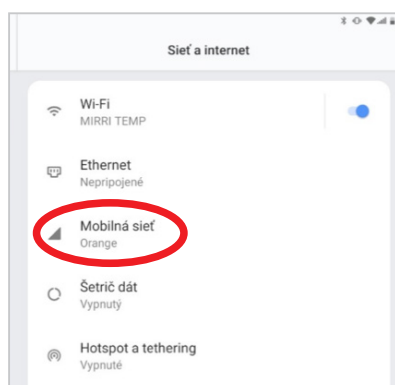 Sieť a internet
Wi-Fi
MIRRI TEMP
Ethernet
Nepripojené
Mobilná sieť
Orange
Šetrič dát
Vypnutý
Hotspot a tethering
Vypnuté